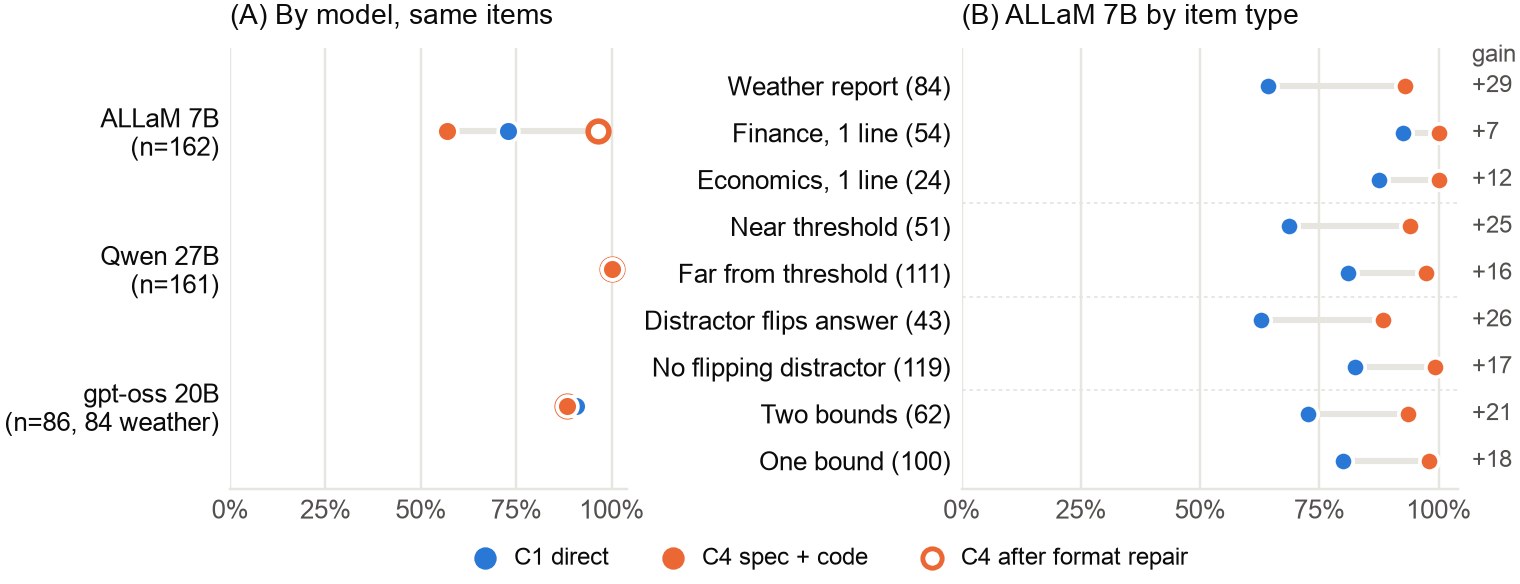 (A) By model, same items
ALLaM 7B
(n=162)
Qwen 27B
(n=161)
gpt-oss 20B
(n=86, 84 weather)
0% 25% 50% 75% 100%
(B) ALLaM 7B by item type
gain
Weather report (84) +29
Finance, 1 line (54) +7
Economics, 1 line (24) +12
Near threshold (51) +25
Far from threshold (111) +16
Distractor flips answer (43) +26
No flipping distractor (119) +17
Two bounds (62) +21
One bound (100) +18
0% 25% 50% 75% 100%
C1 direct C4 spec + code C4 after format repair